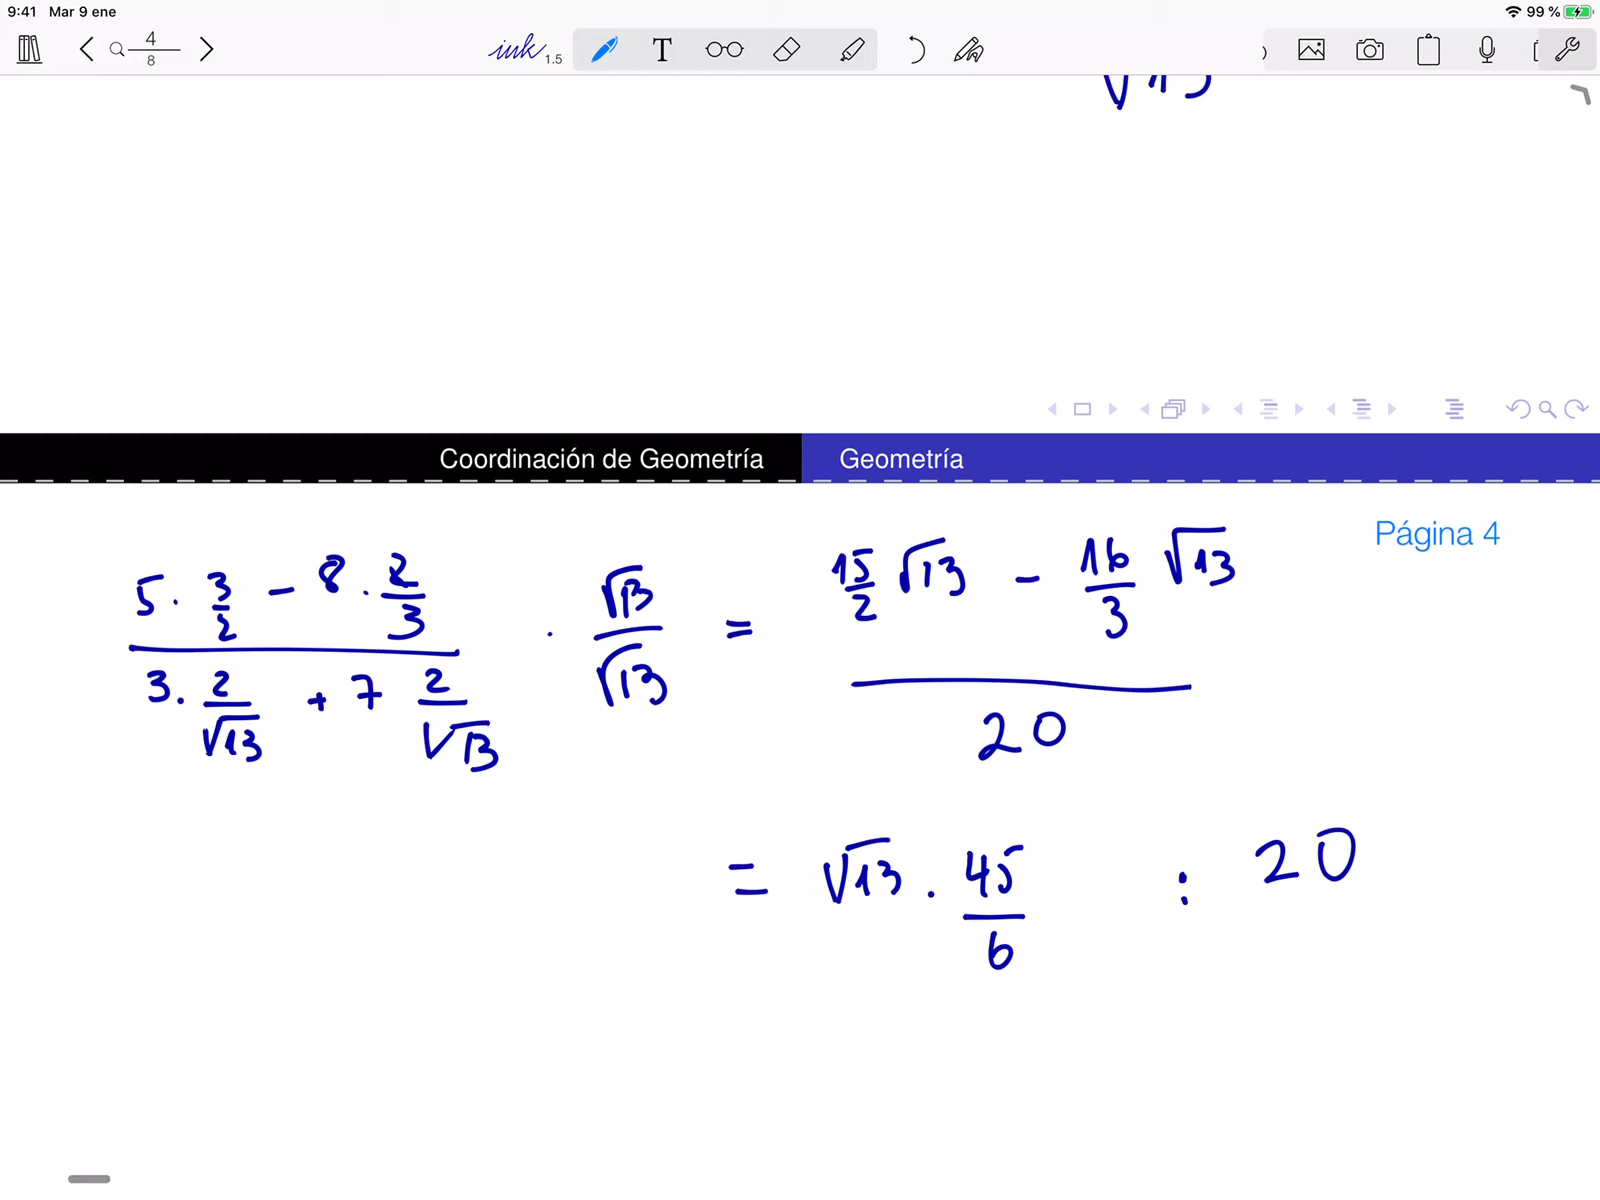 9:41 Mar 9 ene 99 %
4
8
ink 1.5 T
√13
Coordinación de Geometría Geometría
Página 4
(5 · 3/2 − 8 · 2/3)/(3 · 2/√13 + 7 2/√13) · √13/√13 = (15/2 √13 − 16/3 √13)/20
= √13 · 45/6 : 20